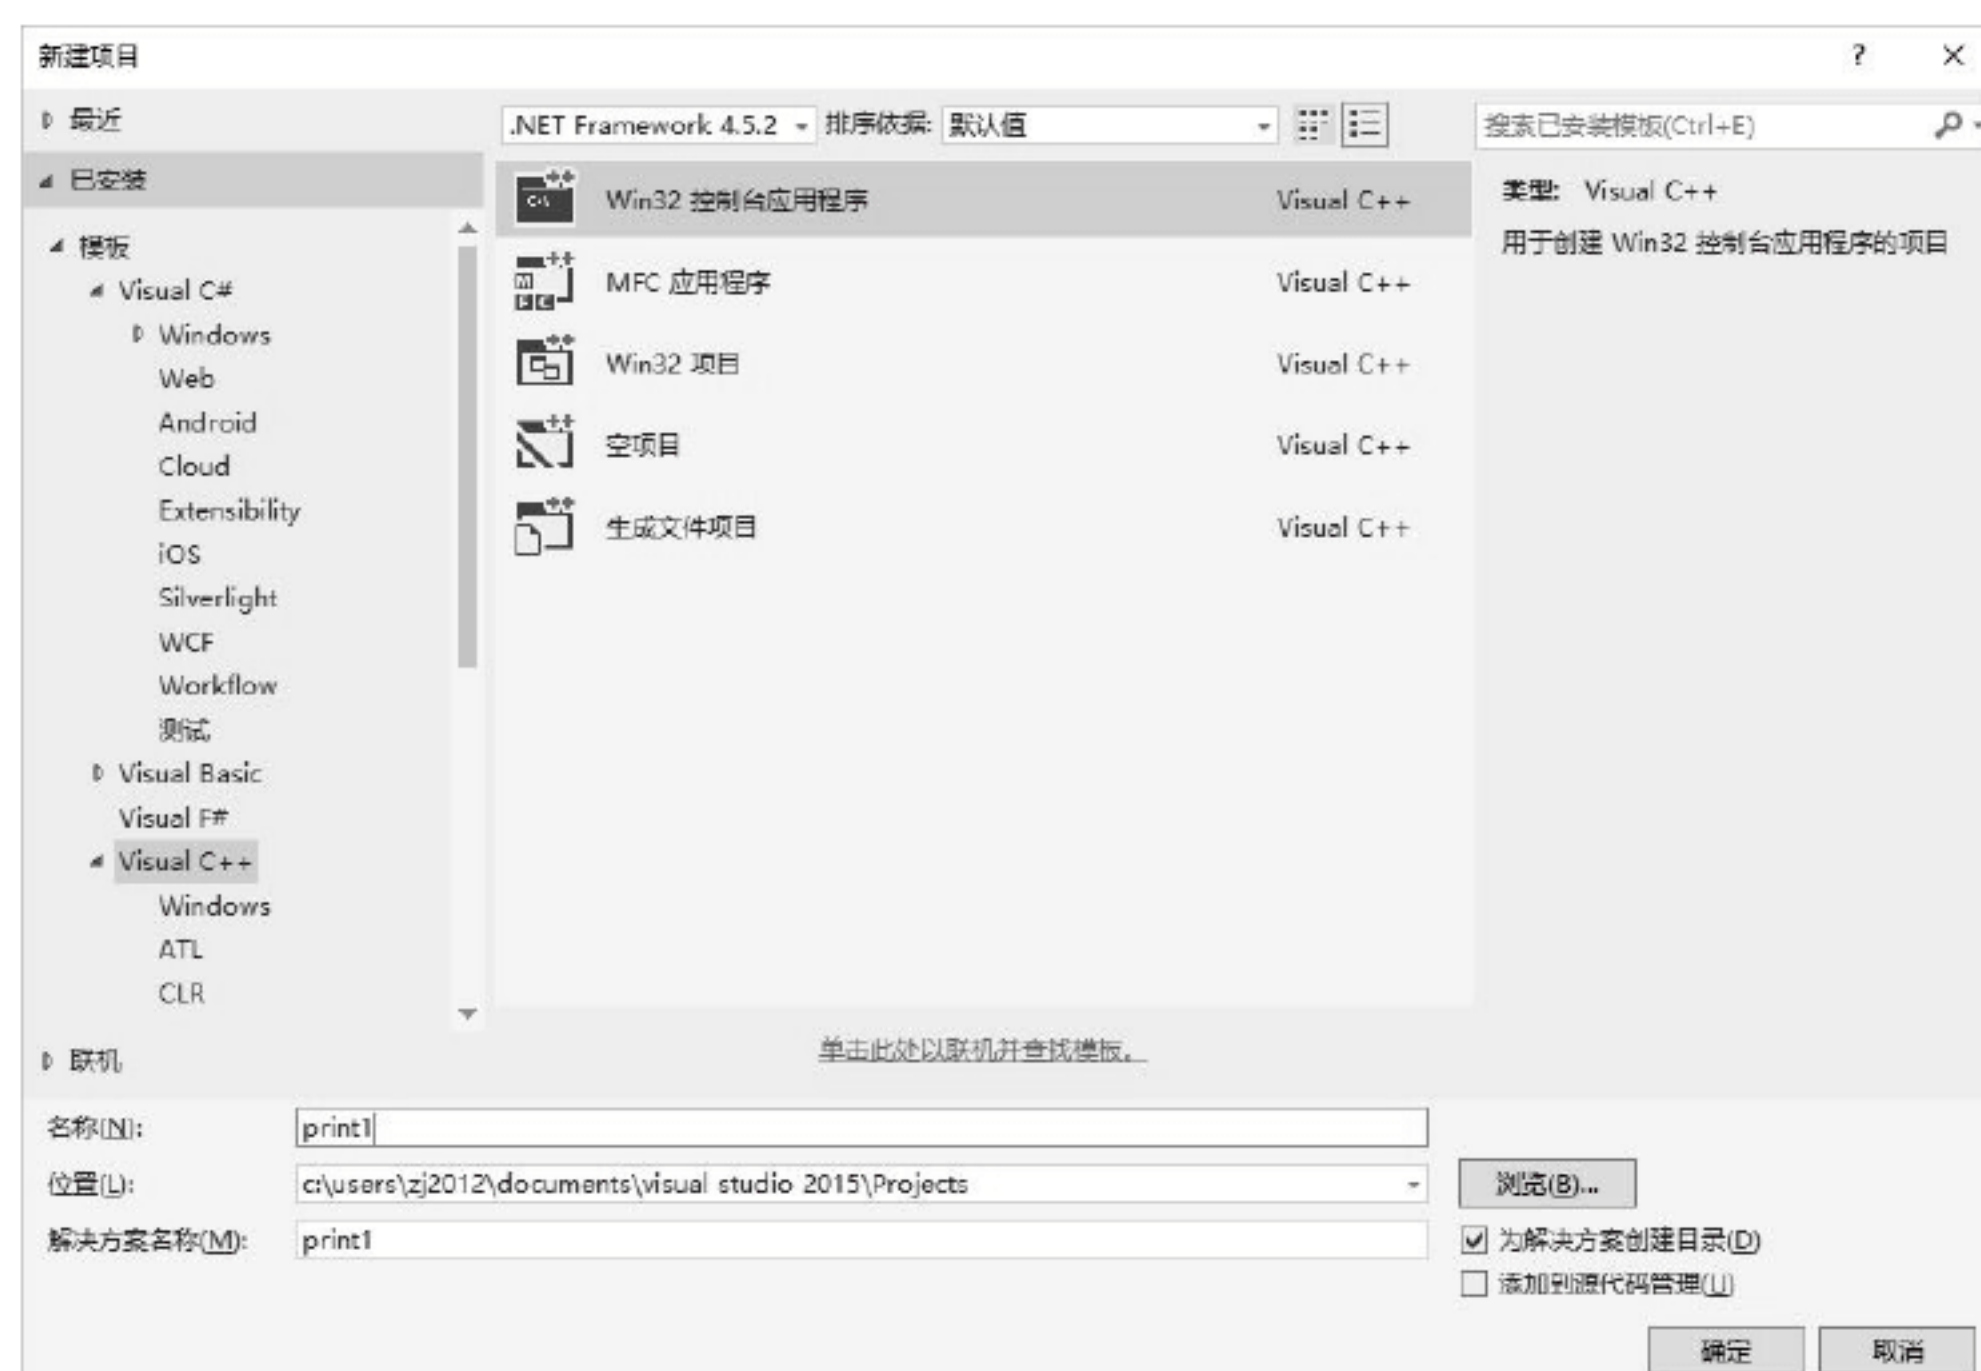 新建项目
? ×
最近
.NET Framework 4.5.2 排序依据: 默认值
搜索已安装模板(Ctrl+E)
已安装
模板
Visual C#
Windows
Web
Android
Cloud
Extensibility
iOS
Silverlight
WCF
Workflow
测试
Visual Basic
Visual F#
Visual C++
Windows
ATL
CLR
联机
Win32 控制台应用程序 Visual C++
MFC 应用程序 Visual C++
Win32 项目 Visual C++
空项目 Visual C++
生成文件项目 Visual C++
单击此处以联机并查找模板。
类型: Visual C++
用于创建 Win32 控制台应用程序的项目
名称(N): print1
位置(L): c:\users\zj2012\documents\visual studio 2015\Projects
浏览(B)...
解决方案名称(M): print1
为解决方案创建目录(D)
添加到源代码管理(U)
确定 取消